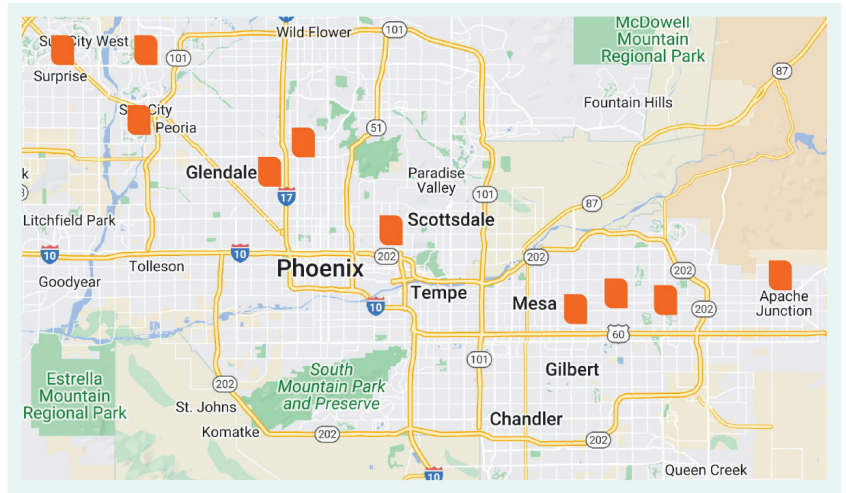 Wild Flower
101
McDowell
Mountain
Regional Park
City West
101
Surprise
87
Fountain Hills
City
Peoria
51
Glendale
17
Paradise
Valley
101
87
k
Litchfield Park
Scottsdale
10
10
202
202
Tolleson
Phoenix
202
Goodyear
Tempe
Mesa
Apache
Junction
10
202
60
101
Gilbert
South
Mountain Park
and Preserve
Estrella
Mountain
Regional Park
202
St. Johns
Chandler
Komatke
202
202
10
Queen Creek